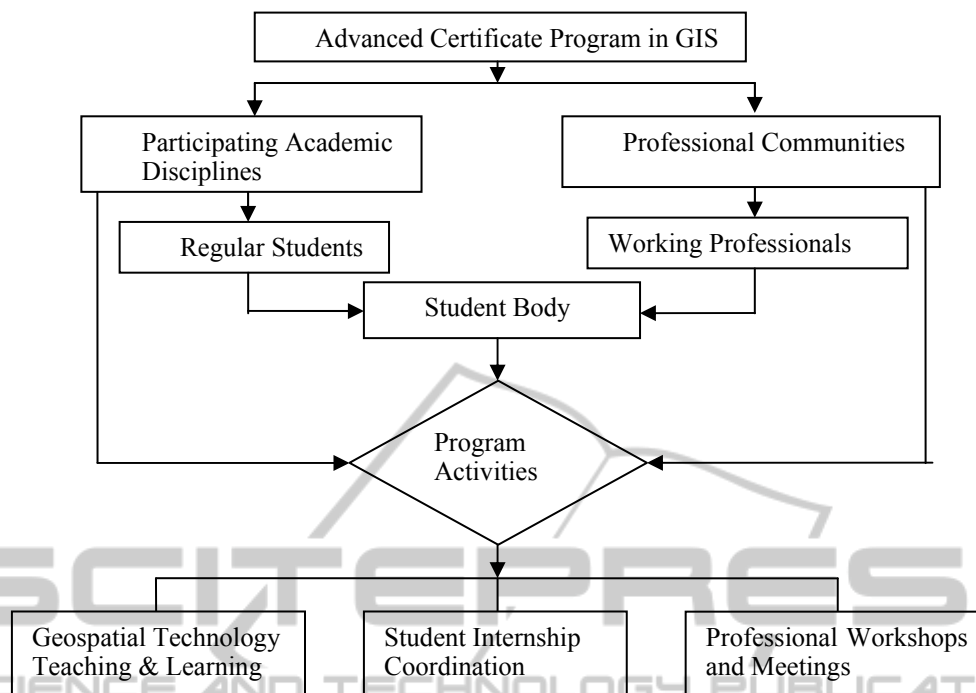 Advanced Certificate Program in GIS
Participating Academic
Disciplines
Professional Communities
Regular Students
Working Professionals
Student Body
Program
Activities
Geospatial Technology
Teaching & Learning
Student Internship
Coordination
Professional Workshops
and Meetings
SCITEPRES